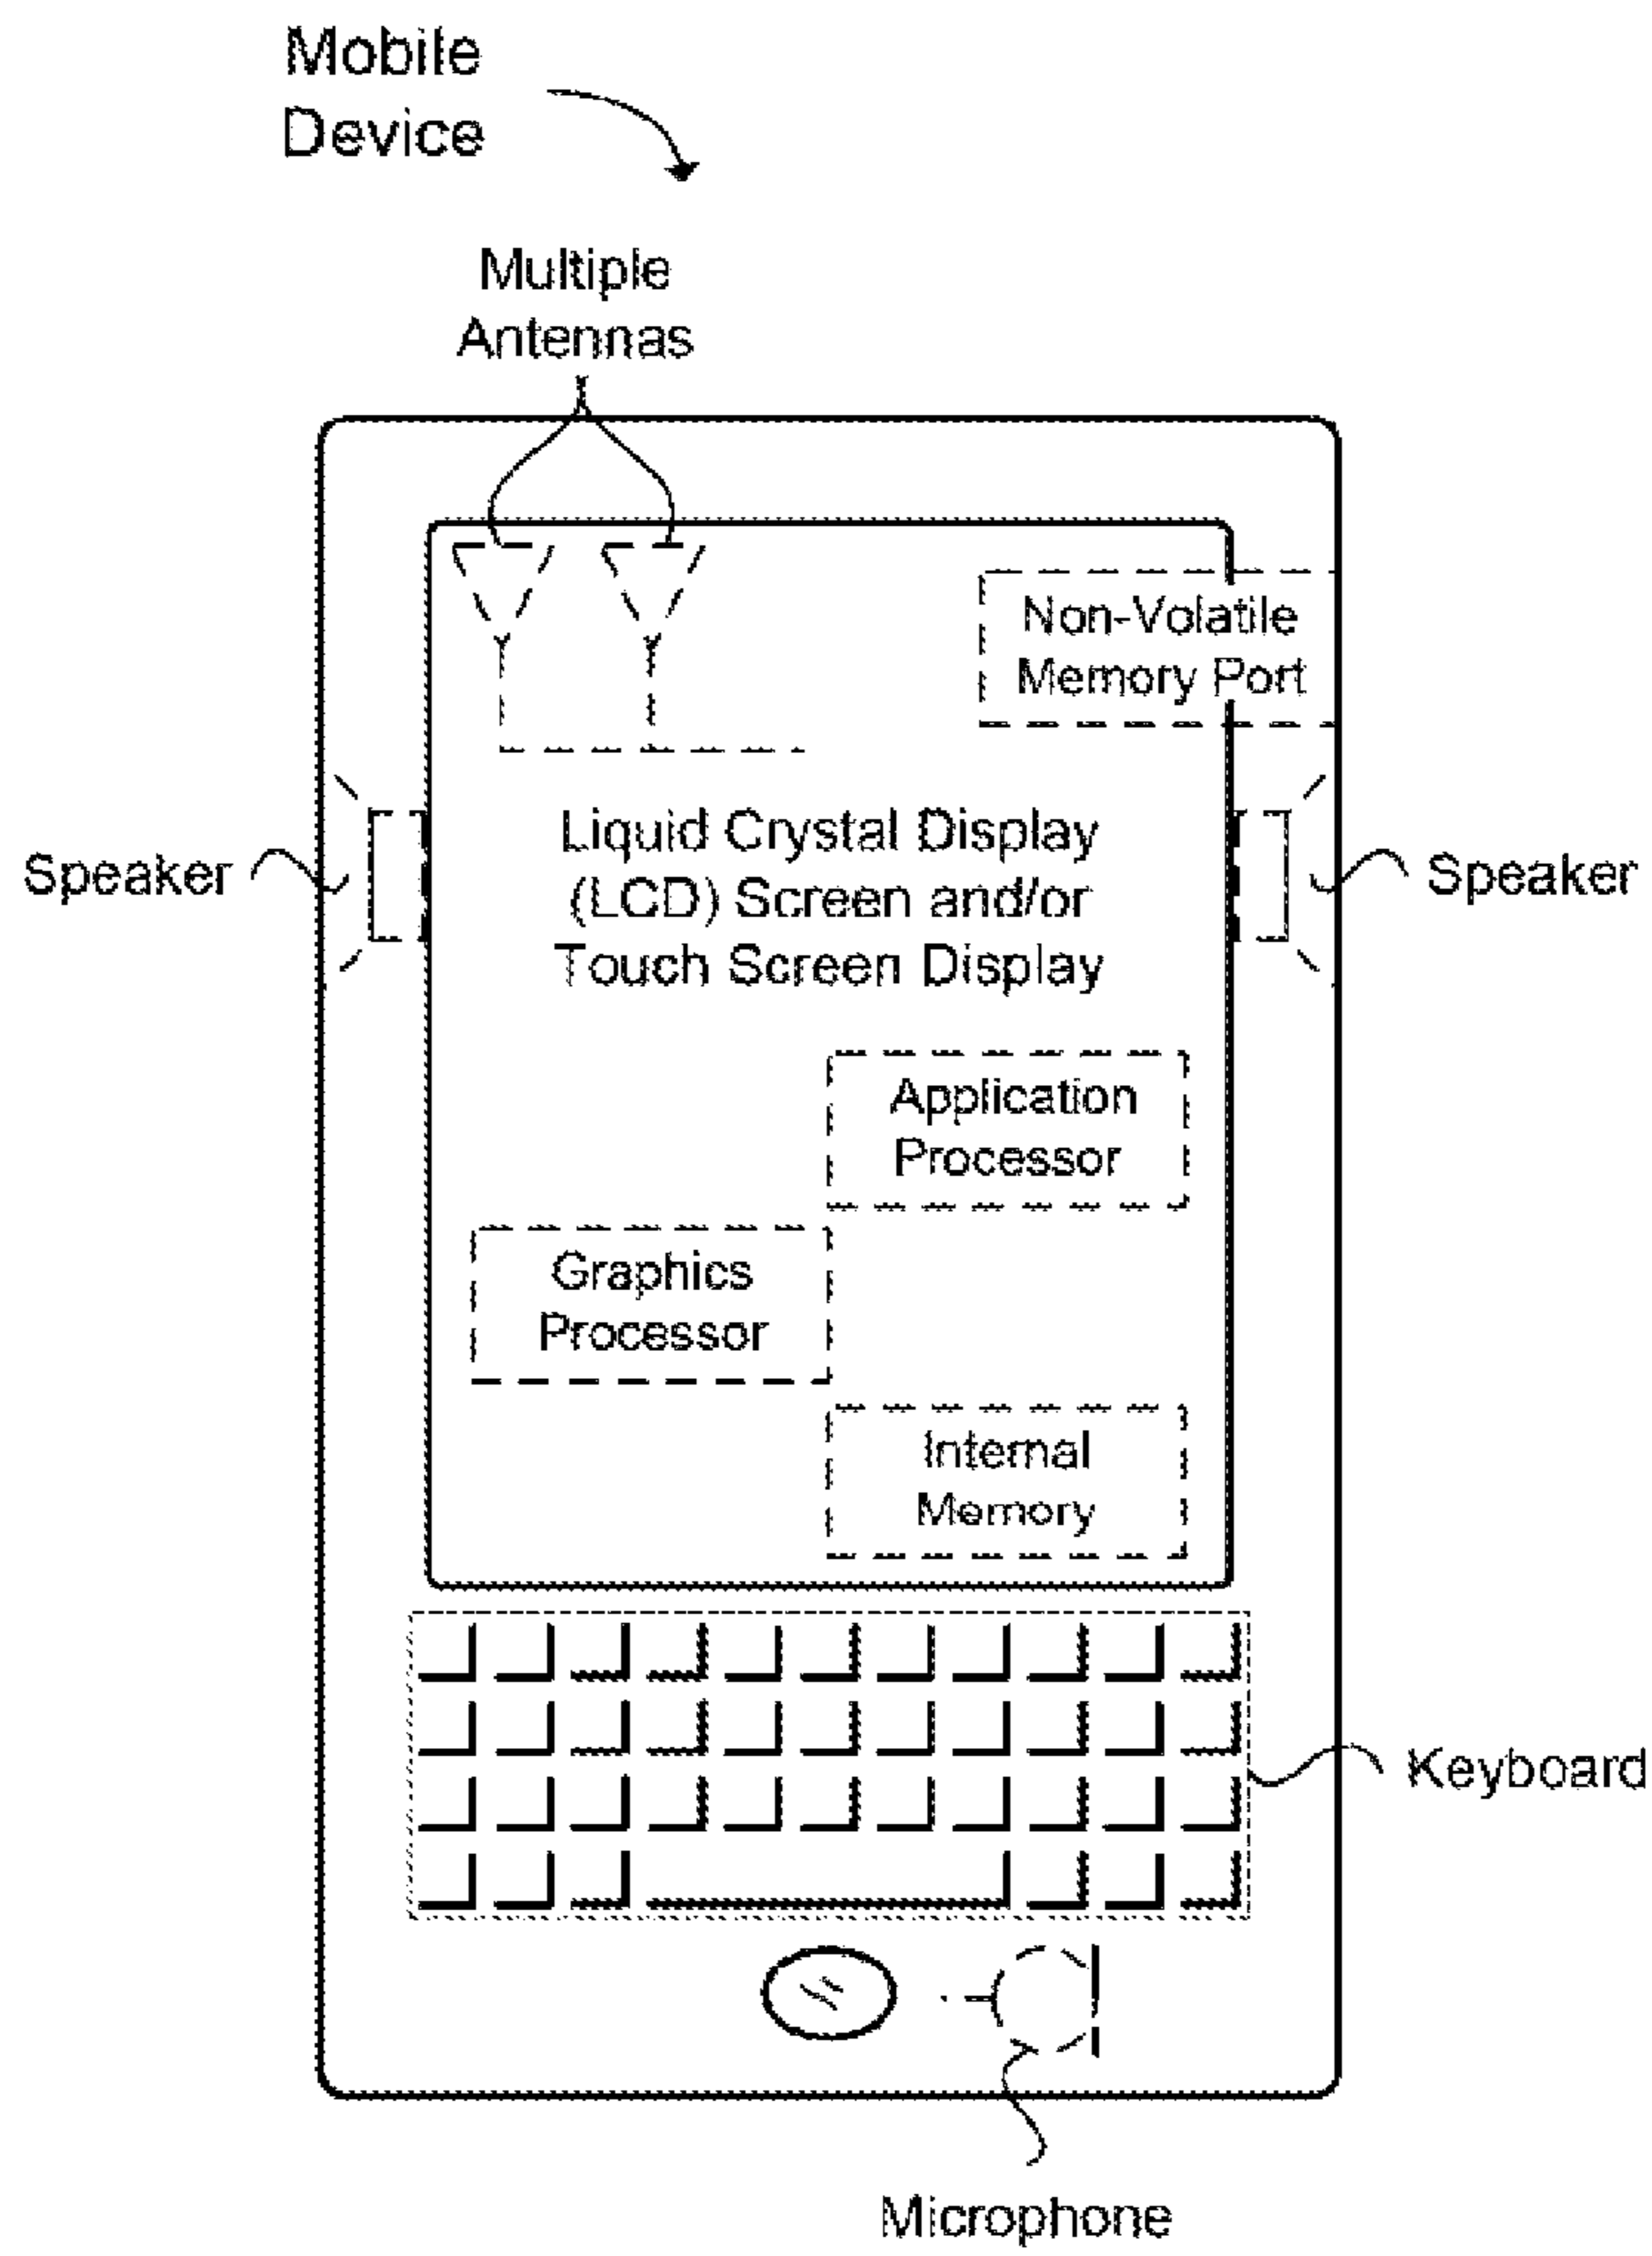 Mobile
Device
Multiple
Antennas
Non-Volatile
Memory Port
Speaker
Liquid Crystal Display
(LCD) Screen and/or
Touch Screen Display
Speaker
Application
Processor
Graphics
Processor
Internal
Memory
Keyboard
Microphone